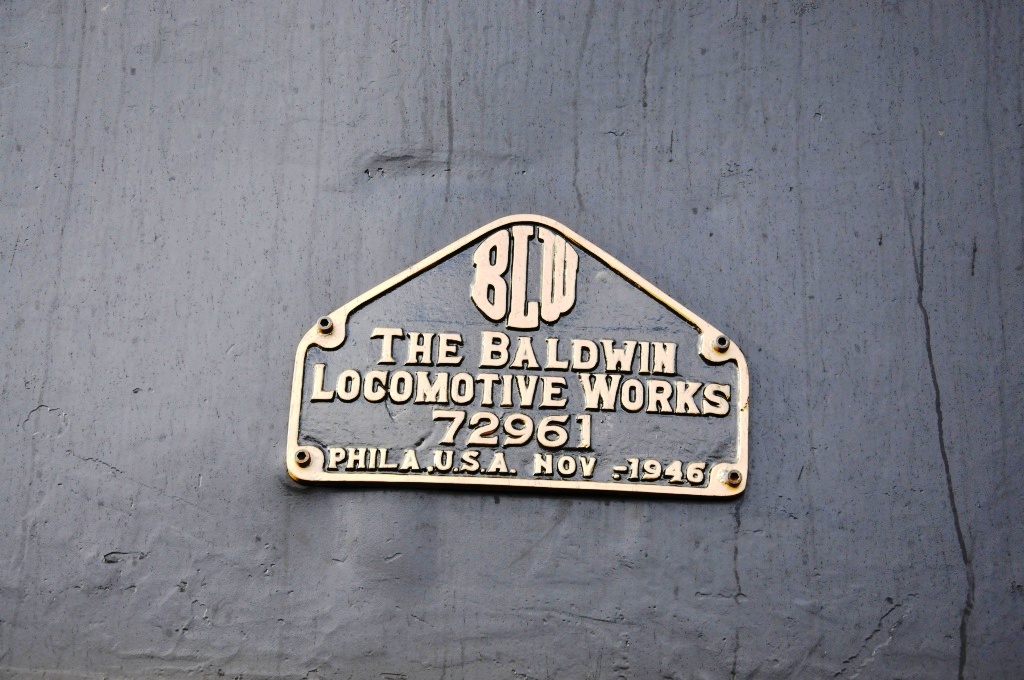 BLW
THE BALDWIN
LOCOMOTIVE WORKS
72961
PHILA.U.S.A. NOV -1946